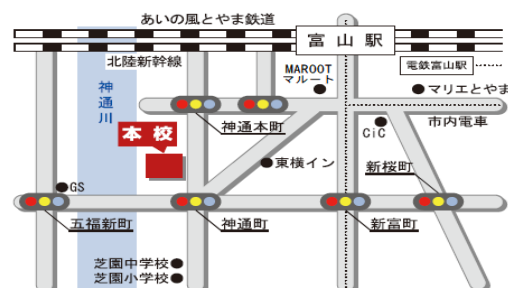 あいの風とやま鉄道
富山駅
北陸新幹線
電鉄富山駅
MAROOT
マルート
マリエとやま
神通川
神通本町
市内電車
CiC
本校
東横イン
新桜町
GS
五福新町
神通町
新富町
芝園中学校
芝園小学校